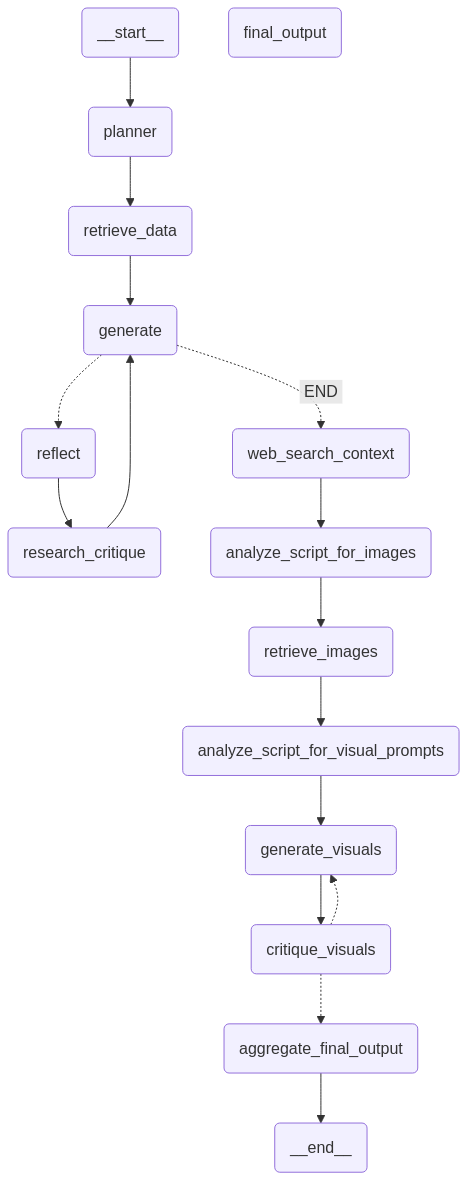 __start__
final_output
planner
retrieve_data
generate
END
reflect
web_search_context
research_critique
analyze_script_for_images
retrieve_images
analyze_script_for_visual_prompts
generate_visuals
critique_visuals
aggregate_final_output
__end__